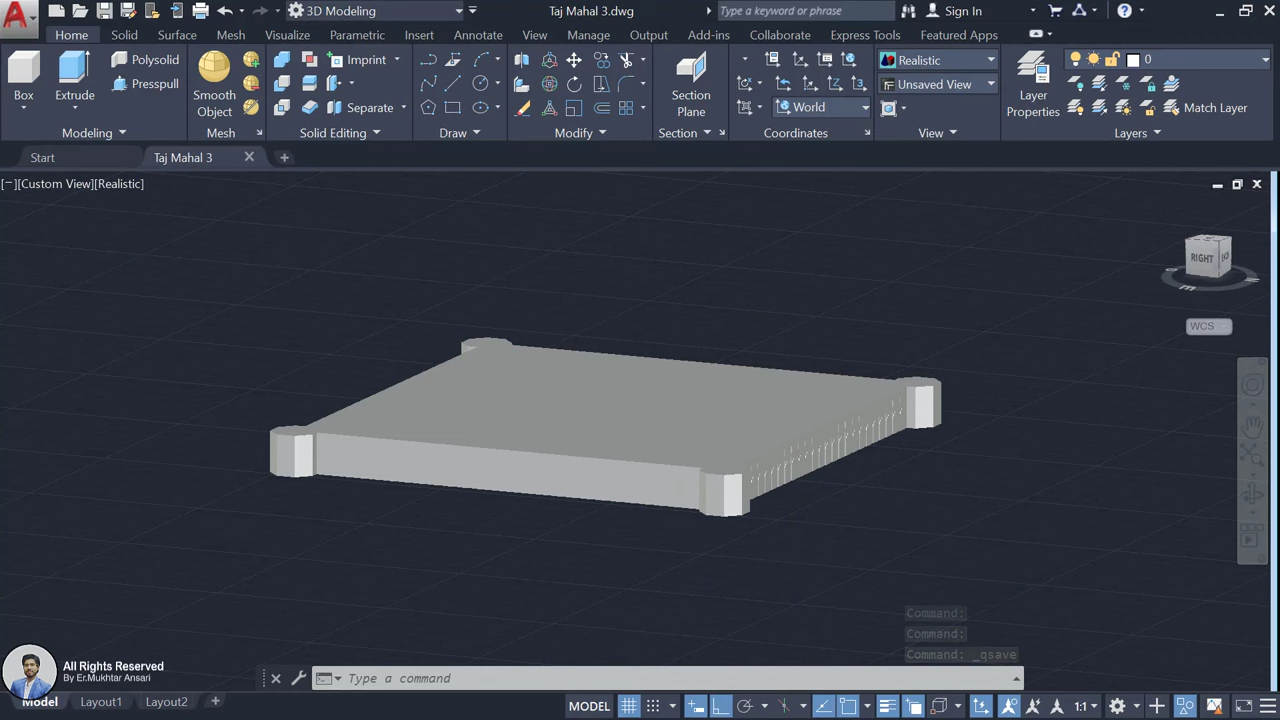 3D Modeling
Taj Mahal 3.dwg
Type a keyword or phrase
Sign In
Home
Solid
Surface
Mesh
Visualize
Parametric
Insert
Annotate
View
Manage
Output
Add-ins
Collaborate
Express Tools
Featured Apps
Box
Extrude
Polysolid
Presspull
Smooth
Object
Imprint
Separate
Section
Plane
World
Realistic
Unsaved View
Layer
Properties
0
Match Layer
Modeling
Mesh
Solid Editing
Draw
Modify
Section
Coordinates
View
Layers
Start
Taj Mahal 3
[−][Custom View][Realistic]
RIGHT
WCS
Command:
Command:
Command: _qsave
Type a command
All Rights Reserved
By Er.Mukhtar Ansari
Model
Layout1
Layout2
MODEL
1:1